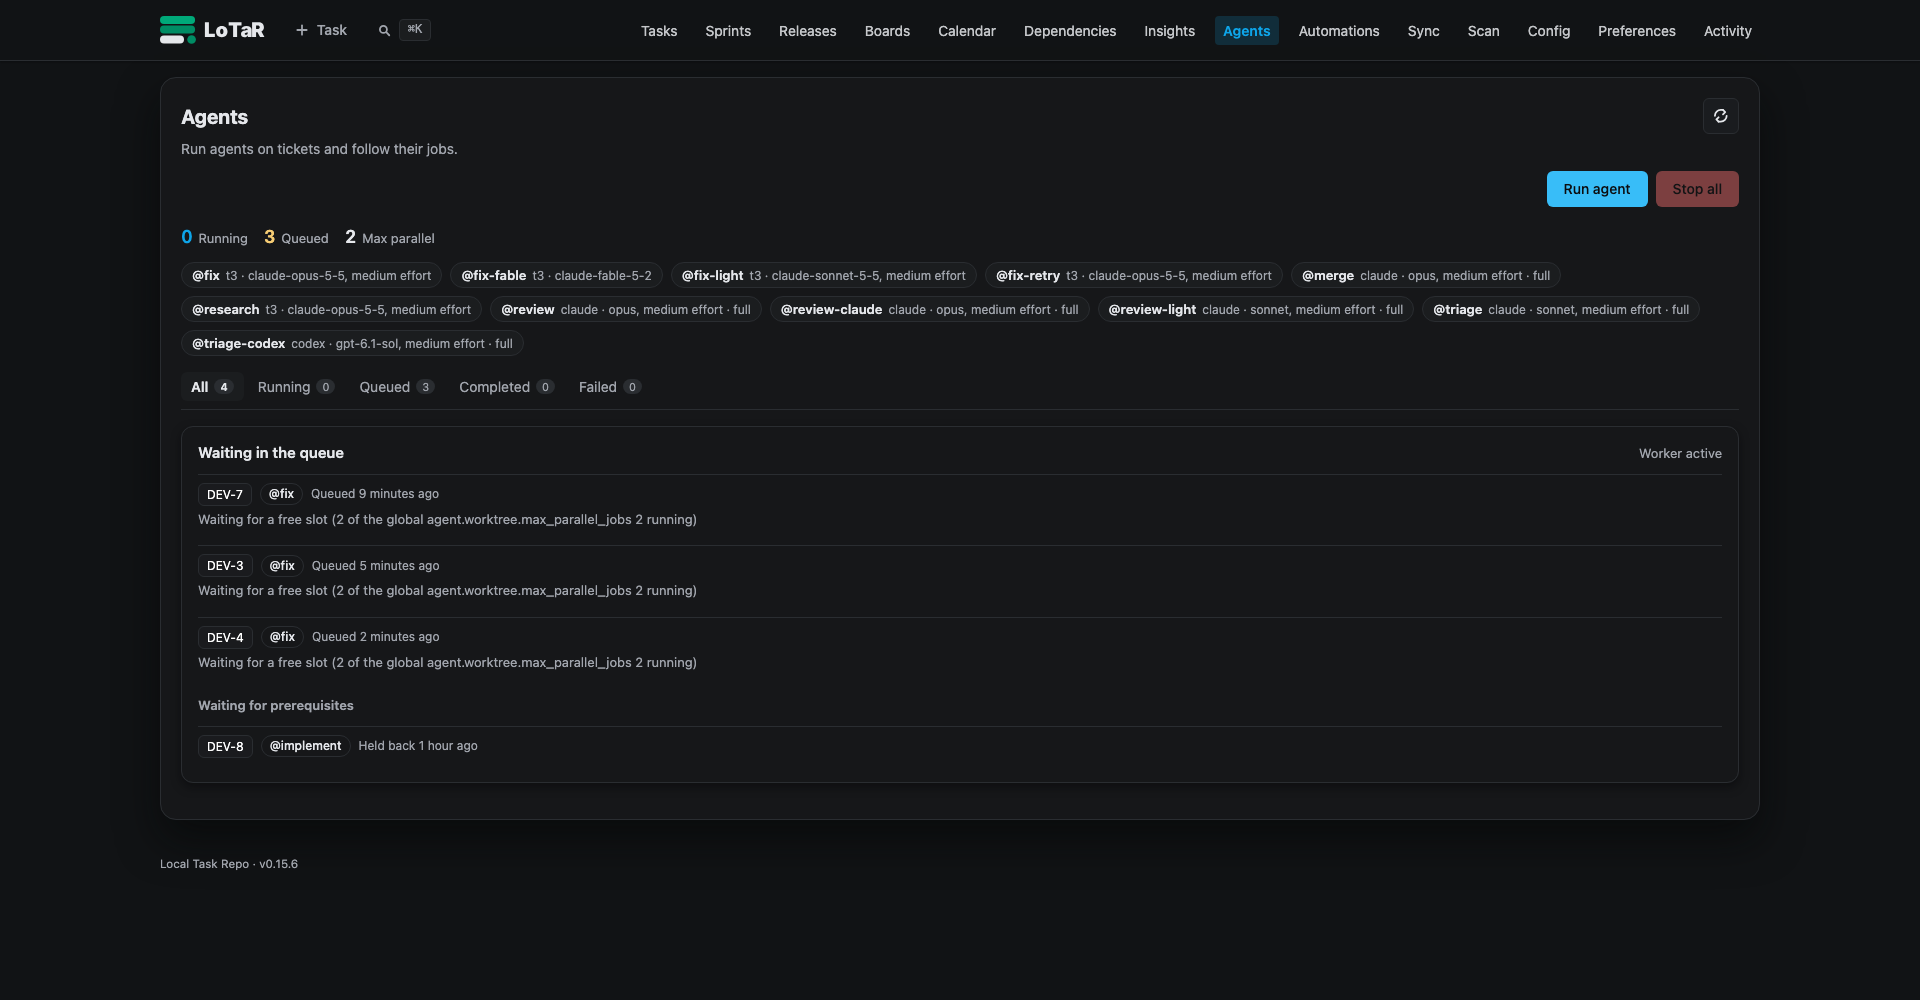 LoTaR + Task ⌘K Tasks Sprints Releases Boards Calendar Dependencies Insights Agents Automations Sync Scan Config Preferences Activity
Agents
Run agents on tickets and follow their jobs.
Run agent Stop all
0 Running 3 Queued 2 Max parallel
@fix t3 · claude-opus-5-5, medium effort @fix-fable t3 · claude-fable-5-2 @fix-light t3 · claude-sonnet-5-5, medium effort @fix-retry t3 · claude-opus-5-5, medium effort @merge claude · opus, medium effort · full
@research t3 · claude-opus-5-5, medium effort @review claude · opus, medium effort · full @review-claude claude · opus, medium effort · full @review-light claude · sonnet, medium effort · full @triage claude · sonnet, medium effort · full
@triage-codex codex · gpt-6.1-sol, medium effort · full
All 4 Running 0 Queued 3 Completed 0 Failed 0
Waiting in the queue Worker active
DEV-7 @fix Queued 9 minutes ago
Waiting for a free slot (2 of the global agent.worktree.max_parallel_jobs 2 running)
DEV-3 @fix Queued 5 minutes ago
Waiting for a free slot (2 of the global agent.worktree.max_parallel_jobs 2 running)
DEV-4 @fix Queued 2 minutes ago
Waiting for a free slot (2 of the global agent.worktree.max_parallel_jobs 2 running)
Waiting for prerequisites
DEV-8 @implement Held back 1 hour ago
Local Task Repo · v0.15.6